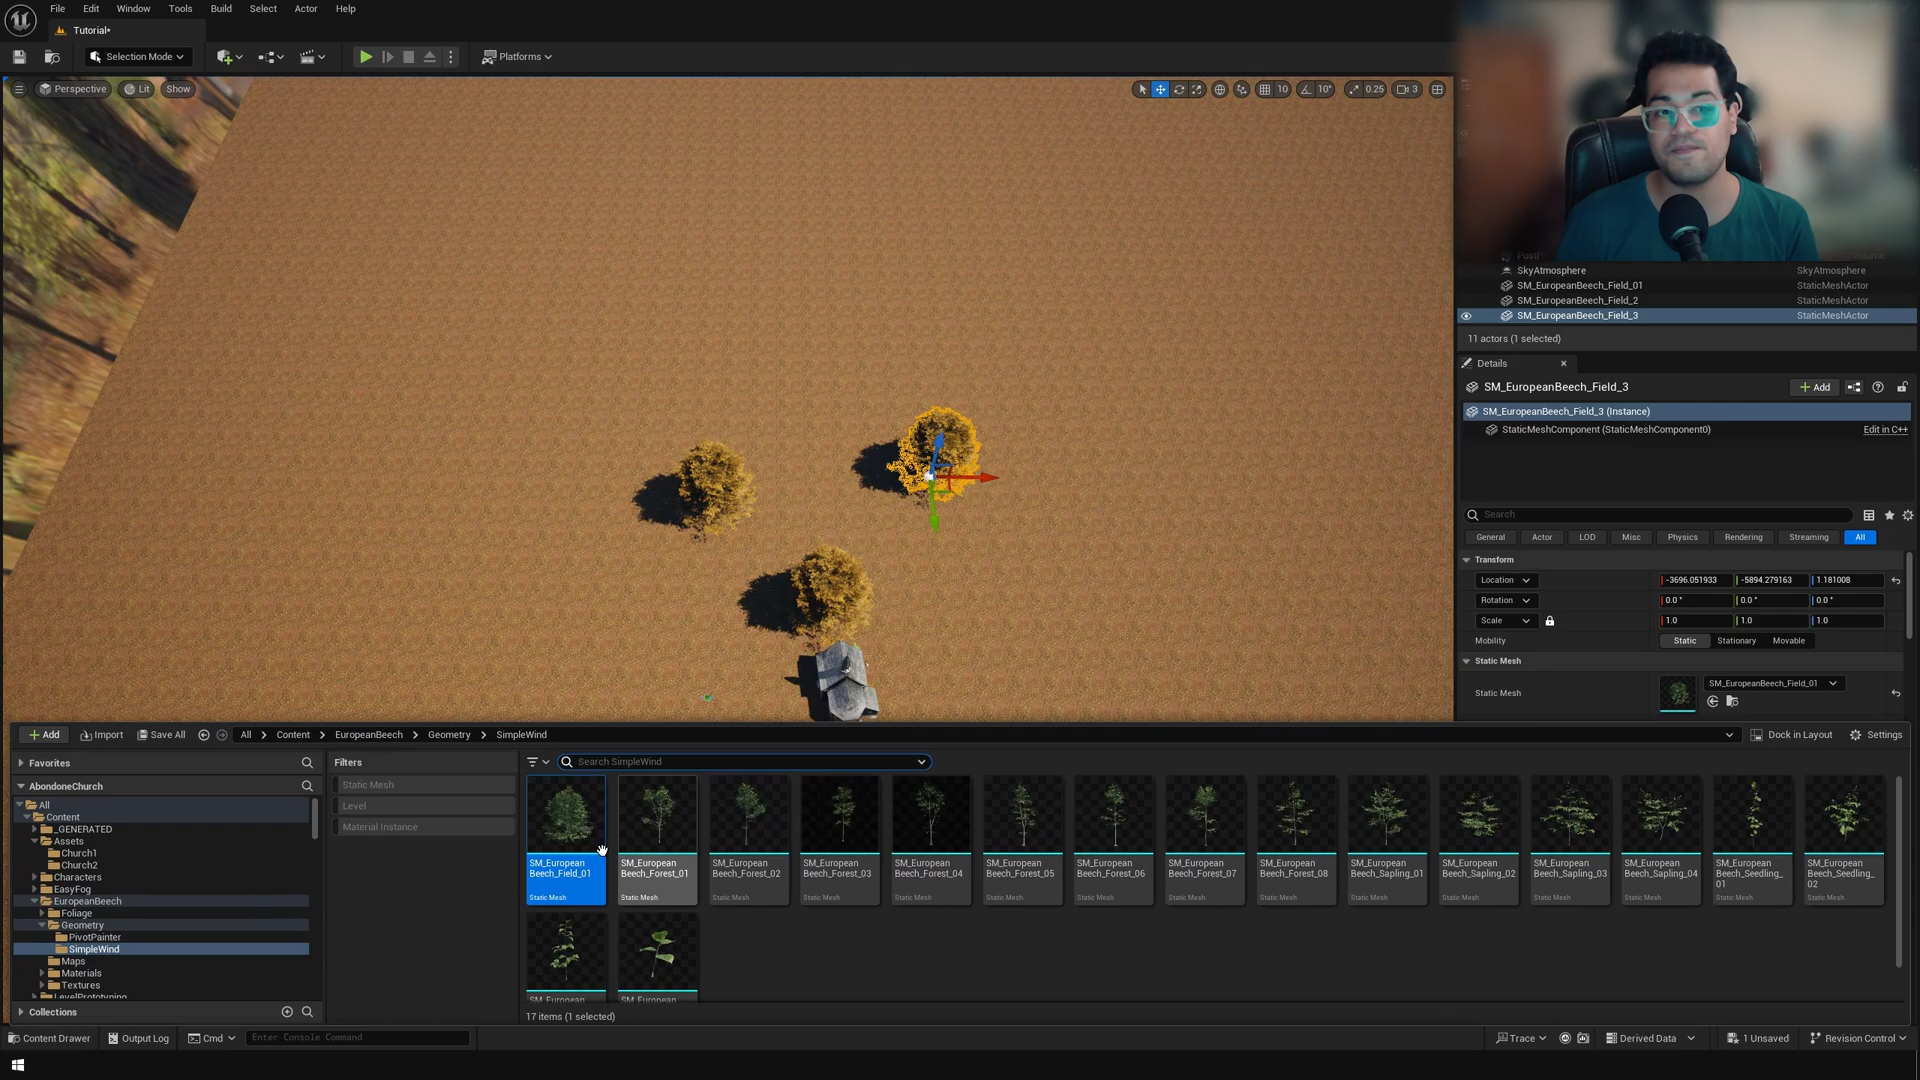 File Edit Window Tools Build Select Actor Help
Tutorial*
Selection Mode
Platforms
Perspective Lit Show
10 10° 0.25 3
SkyAtmosphere SkyAtmosphere
SM_EuropeanBeech_Field_01 StaticMeshActor
SM_EuropeanBeech_Field_2 StaticMeshActor
SM_EuropeanBeech_Field_3 StaticMeshActor
11 actors (1 selected)
Details
SM_EuropeanBeech_Field_3
Add
SM_EuropeanBeech_Field_3 (Instance)
StaticMeshComponent (StaticMeshComponent0) Edit in C++
Search
General Actor LOD Misc Physics Rendering Streaming All
Transform
Location -3696.051933 -5894.279163 1.181008
Rotation 0.0 ° 0.0 ° 0.0 °
Scale 1.0 1.0 1.0
Mobility Static Stationary Movable
Static Mesh
Static Mesh SM_EuropeanBeech_Field_01
Add Import Save All All > Content > EuropeanBeech > Geometry > SimpleWind Dock in Layout Settings
Favorites
AbondoneChurch
All
Content
_GENERATED
Assets
Church1
Church2
Characters
EasyFog
EuropeanBeech
Foliage
Geometry
PivotPainter
SimpleWind
Maps
Materials
Textures
LevelPrototyping
Collections
Filters
Static Mesh
Level
Material Instance
Search SimpleWind
SM_European
Beech_Field_01
Static Mesh
SM_European
Beech_Forest_01
Static Mesh
SM_European
Beech_Forest_02
Static Mesh
SM_European
Beech_Forest_03
Static Mesh
SM_European
Beech_Forest_04
Static Mesh
SM_European
Beech_Forest_05
Static Mesh
SM_European
Beech_Forest_06
Static Mesh
SM_European
Beech_Forest_07
Static Mesh
SM_European
Beech_Forest_08
Static Mesh
SM_European
Beech_Sapling_01
Static Mesh
SM_European
Beech_Sapling_02
Static Mesh
SM_European
Beech_Sapling_03
Static Mesh
SM_European
Beech_Sapling_04
Static Mesh
SM_European
Beech_Seedling_
01
Static Mesh
SM_European
Beech_Seedling_
02
Static Mesh
SM_European
SM_European
17 items (1 selected)
Content Drawer Output Log Cmd Enter Console Command Trace Derived Data 1 Unsaved Revision Control